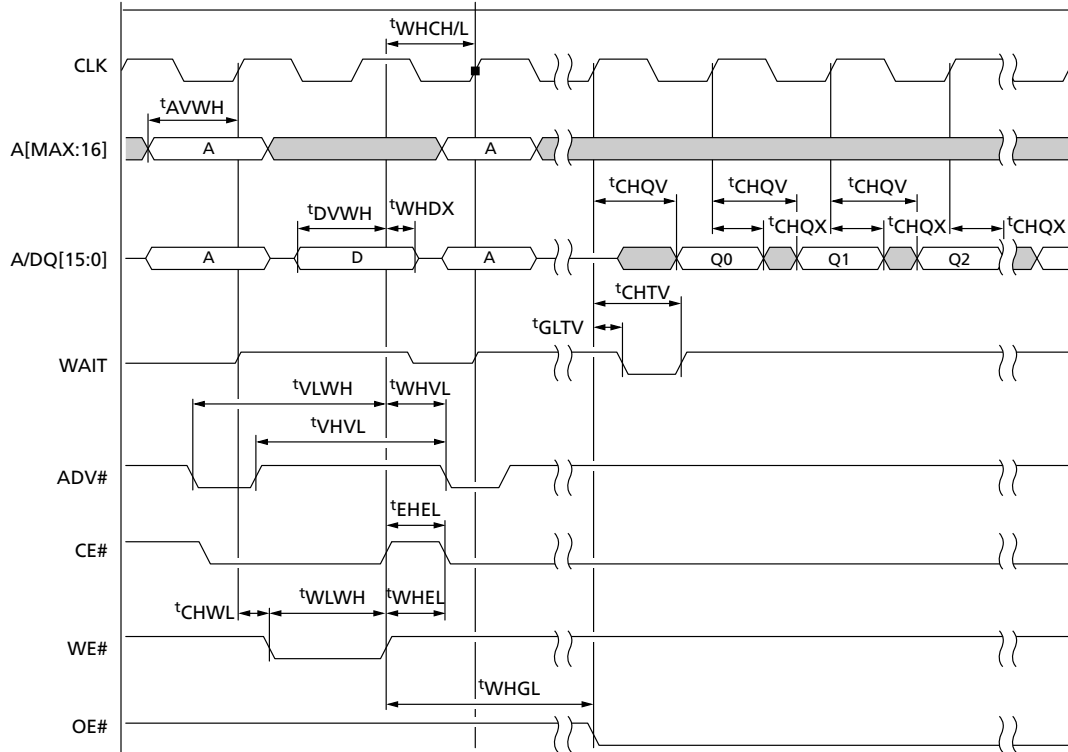 tWHCH/L
CLK
tAVWH
A[MAX:16]
A
A
tCHQV
tCHQV
tCHQV
tDVWH
tWHDX
tCHQX
tCHQX
tCHQX
A/DQ[15:0]
A
D
A
Q0
Q1
Q2
tCHTV
tGLTV
WAIT
tVLWH
tWHVL
tVHVL
ADV#
tEHEL
CE#
tCHWL
tWLWH
tWHEL
WE#
tWHGL
OE#